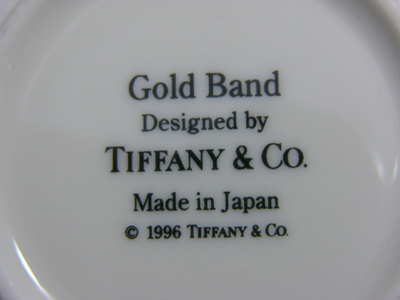 Gold Band
Designed by
TIFFANY & CO.
Made in Japan
© 1996 TIFFANY & CO.